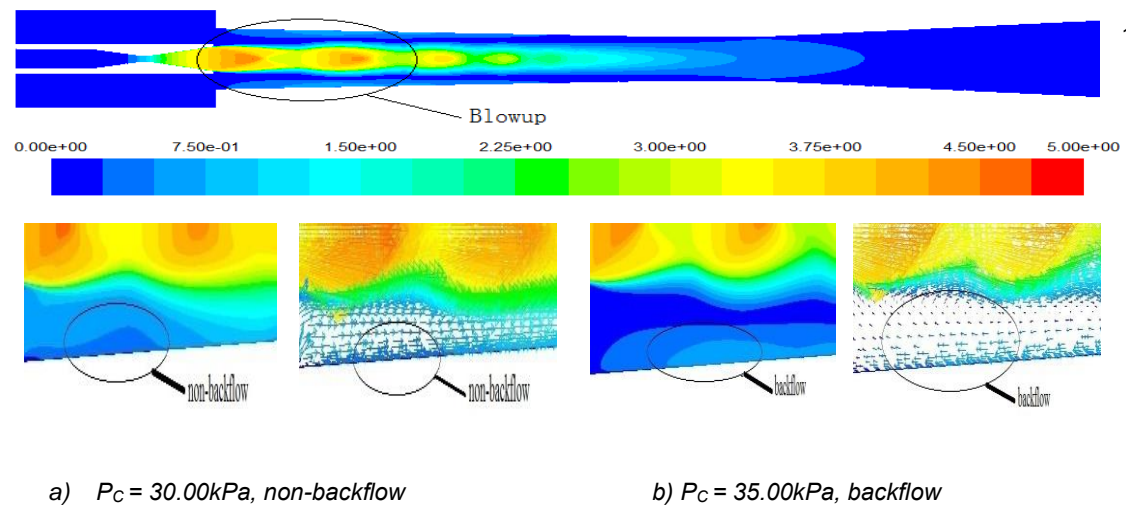 Blowup
0.00e+00 7.50e-01 1.50e+00 2.25e+00 3.00e+00 3.75e+00 4.50e+00 5.00e+00
non-backflow non-backflow backflow backflow
a) PC = 30.00kPa, non-backflow b) PC = 35.00kPa, backflow